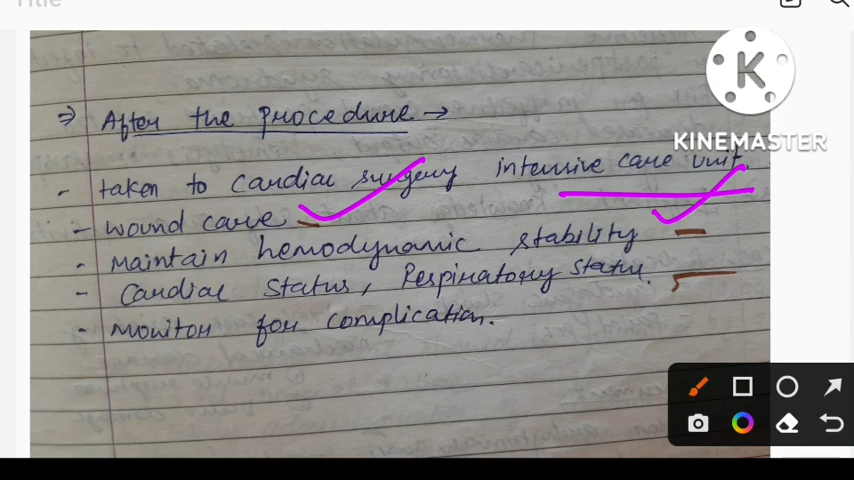 Title
K
KINEMASTER
⇒ After the procedure →
- taken to cardiac surgery intensive care unit.
- wound care
- Maintain hemodynamic stability
- Cardiac Status, Respiratory Status.
- Monitor for complication.